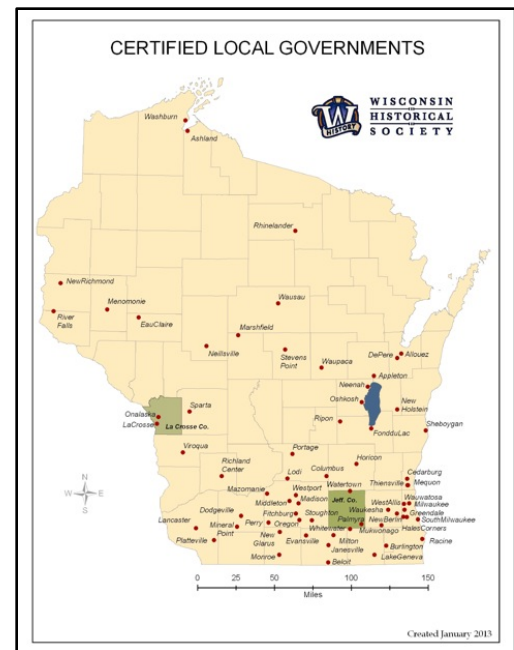 CERTIFIED LOCAL GOVERNMENTS
W
HISTORY
WISCONSIN
HISTORICAL
SOCIETY
Washburn
Ashland
Rhinelander
NewRichmond
River
Falls
Menomonie
EauClaire
Wausau
Marshfield
Neillsville
Stevens
Point
Waupaca
DePere
Allouez
Appleton
Neenah
Oshkosh
New
Holstein
Ripon
FondduLac
Sheboygan
Sparta
Onalaska
LaCrosse
La Crosse Co.
Viroqua
Portage
Horicon
Richland
Center
Lodi
Columbus
Cedarburg
Mequon
Thiensville
Mazomanie
Westport
Watertown
Jeff. Co.
Madison
Middleton
Wauwatosa
WestAllis
Milwaukee
Waukesha
Greendale
Dodgeville
Fitchburg
Stoughton
Palmyra
NewBerlin
SouthMilwaukee
Lancaster
Mineral
Point
Perry
Oregon
Whitewater
Mukwonago
HalesCorners
Platteville
New
Glarus
Evansville
Milton
Janesville
Burlington
Racine
Monroe
Beloit
LakeGeneva
N
W
E
S
0
25
50
100
150
Miles
Created January 2013